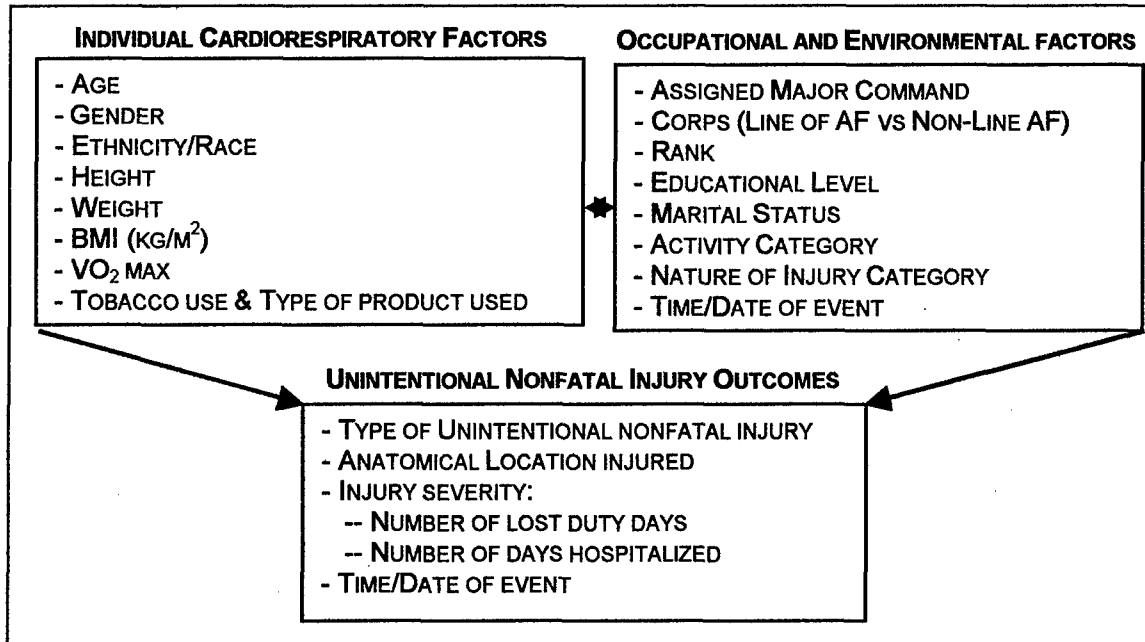 INDIVIDUAL CARDIORESPIRATORY FACTORS
- AGE
- GENDER
- ETHNICITY/RACE
- HEIGHT
- WEIGHT
- BMI (KG/M²)
- VO₂ MAX
- TOBACCO USE & TYPE OF PRODUCT USED
OCCUPATIONAL AND ENVIRONMENTAL FACTORS
- ASSIGNED MAJOR COMMAND
- CORPS (LINE OF AF VS NON-LINE AF)
- RANK
- EDUCATIONAL LEVEL
- MARITAL STATUS
- ACTIVITY CATEGORY
- NATURE OF INJURY CATEGORY
- TIME/DATE OF EVENT
UNINTENTIONAL NONFATAL INJURY OUTCOMES
- TYPE OF UNINTENTIONAL NONFATAL INJURY
- ANATOMICAL LOCATION INJURED
- INJURY SEVERITY:
-- NUMBER OF LOST DUTY DAYS
-- NUMBER OF DAYS HOSPITALIZED
- TIME/DATE OF EVENT